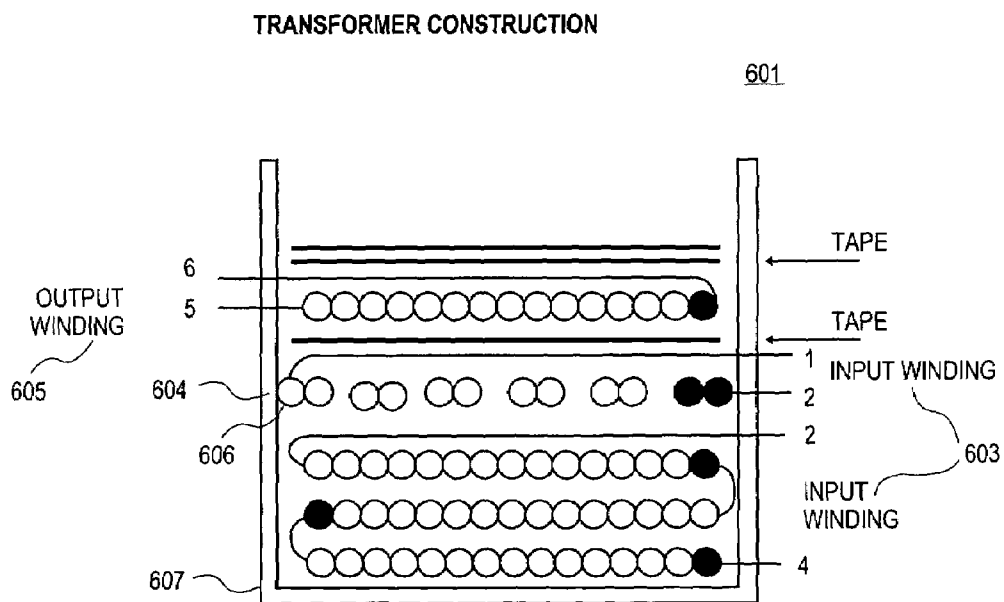 TRANSFORMER CONSTRUCTION
601
TAPE
6
OUTPUT
WINDING
5
TAPE
1
INPUT WINDING
605
604
2
606
2
603
INPUT
WINDING
4
607